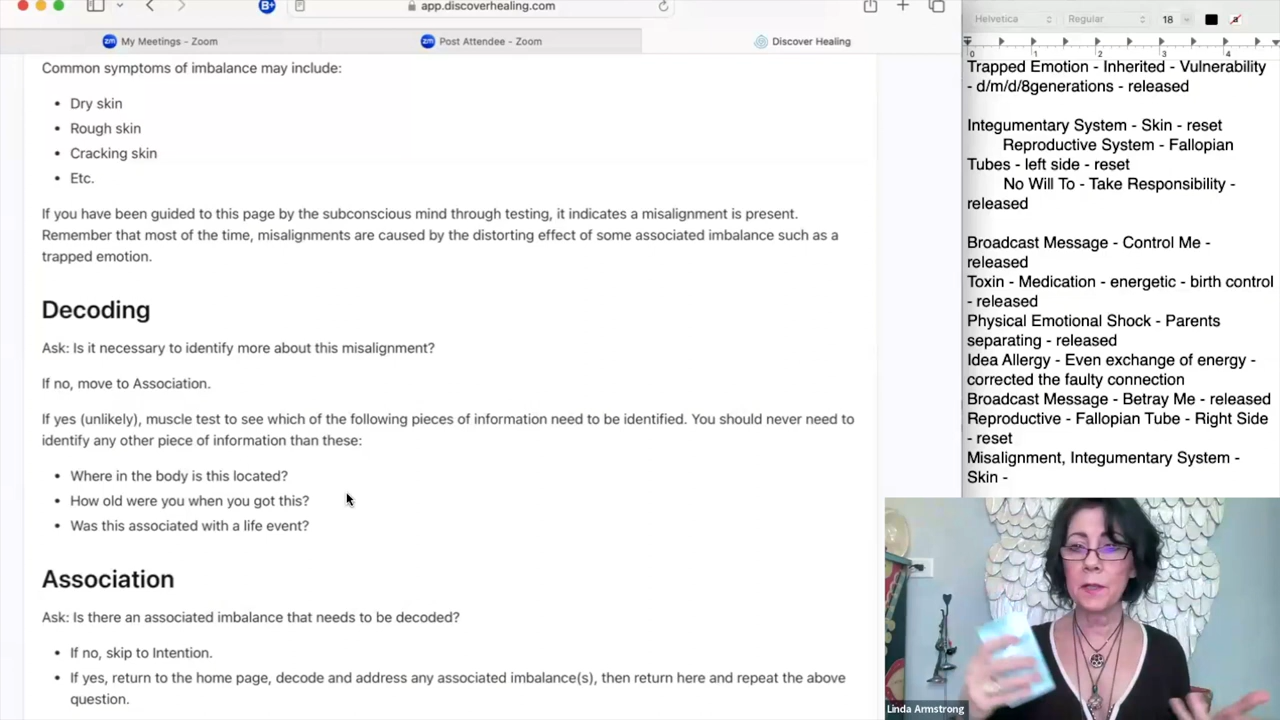 B+
app.discoverhealing.com
zm My Meetings - Zoom
zm Post Attendee - Zoom
Discover Healing
Common symptoms of imbalance may include:
• Dry skin
• Rough skin
• Cracking skin
• Etc.
If you have been guided to this page by the subconscious mind through testing, it indicates a misalignment is present.
Remember that most of the time, misalignments are caused by the distorting effect of some associated imbalance such as a
trapped emotion.
Decoding
Ask: Is it necessary to identify more about this misalignment?
If no, move to Association.
If yes (unlikely), muscle test to see which of the following pieces of information need to be identified. You should never need to
identify any other piece of information than these:
• Where in the body is this located?
• How old were you when you got this?
• Was this associated with a life event?
Association
Ask: Is there an associated imbalance that needs to be decoded?
• If no, skip to Intention.
• If yes, return to the home page, decode and address any associated imbalance(s), then return here and repeat the above
question.
Helvetica Regular 18 a
0 1 2 3 4
Trapped Emotion - Inherited - Vulnerability
- d/m/d/8generations - released
Integumentary System - Skin - reset
Reproductive System - Fallopian
Tubes - left side - reset
No Will To - Take Responsibility -
released
Broadcast Message - Control Me -
released
Toxin - Medication - energetic - birth control
- released
Physical Emotional Shock - Parents
separating - released
Idea Allergy - Even exchange of energy -
corrected the faulty connection
Broadcast Message - Betray Me - released
Reproductive - Fallopian Tube - Right Side
- reset
Misalignment, Integumentary System -
Skin -
Linda Armstrong